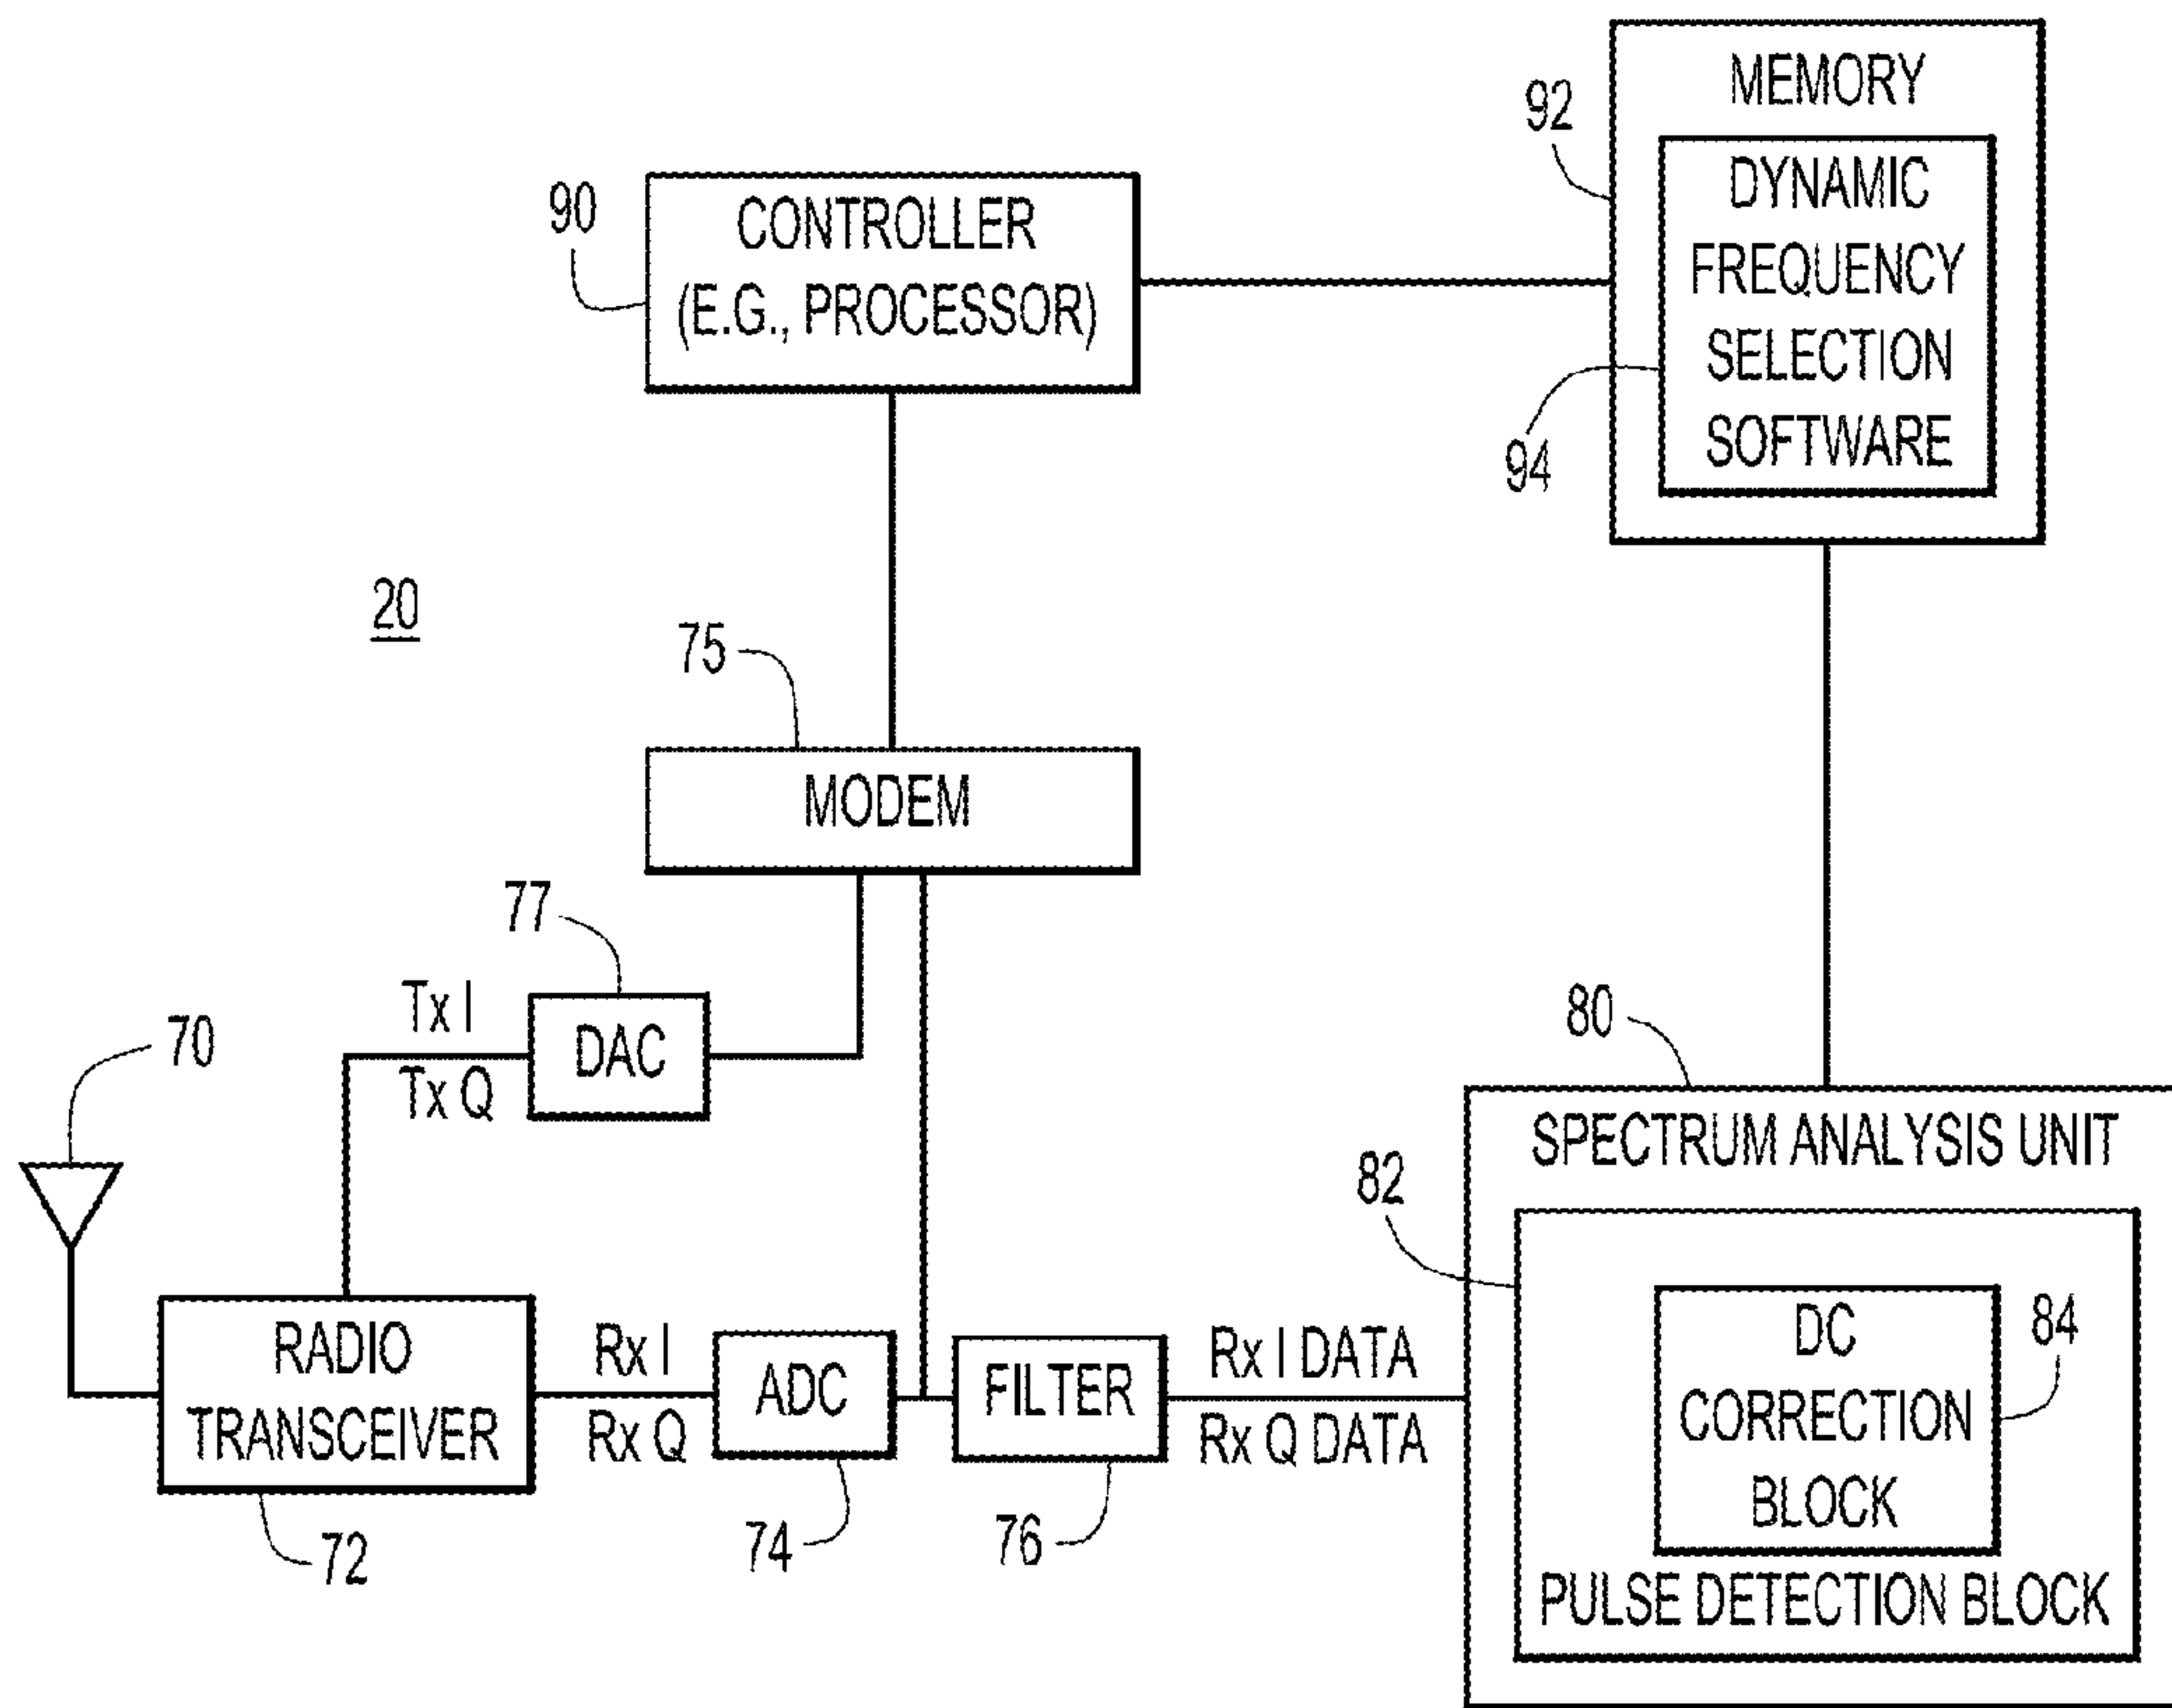 MEMORY
92
DYNAMIC
FREQUENCY
SELECTION
SOFTWARE
94
90
CONTROLLER
(E.G., PROCESSOR)
20
75
MODEM
77
Tx I
Tx Q
DAC
70
RADIO
TRANSCEIVER
72
Rx I
Rx Q
ADC
74
FILTER
76
Rx I DATA
Rx Q DATA
80
SPECTRUM ANALYSIS UNIT
82
DC
CORRECTION
BLOCK
84
PULSE DETECTION BLOCK